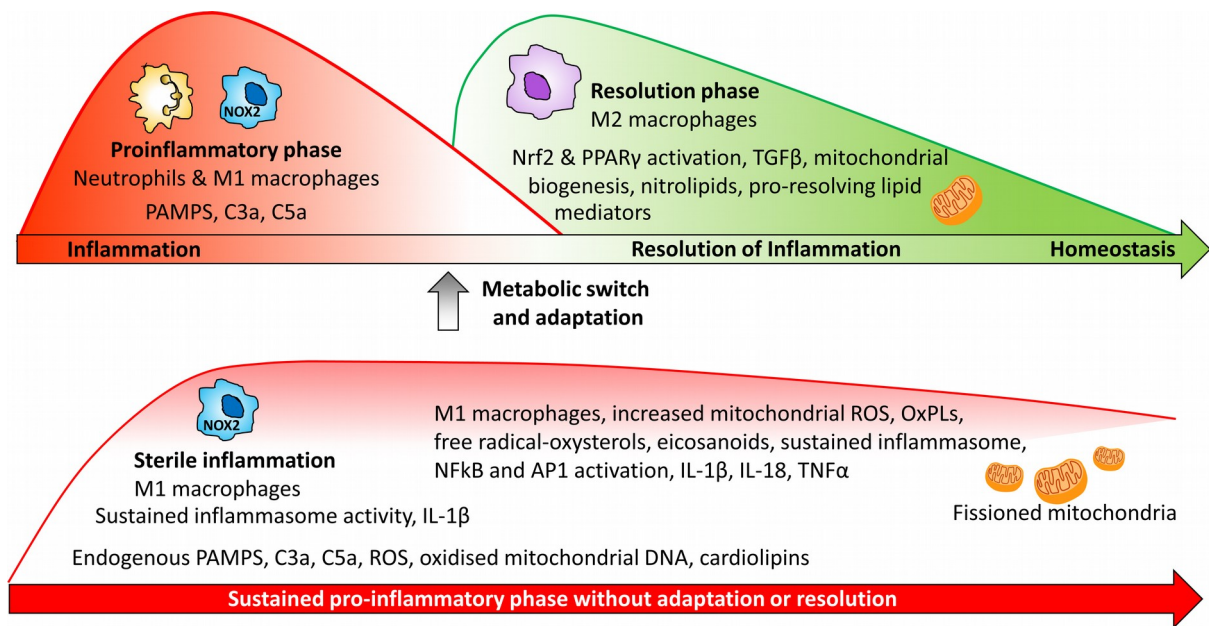 NOX2
Proinflammatory phase
Neutrophils & M1 macrophages
PAMPS, C3a, C5a
Resolution phase
M2 macrophages
Nrf2 & PPARγ activation, TGFβ, mitochondrial
biogenesis, nitrolipids, pro-resolving lipid
mediators
Inflammation
Resolution of Inflammation
Homeostasis
Metabolic switch
and adaptation
NOX2
Sterile inflammation
M1 macrophages
Sustained inflammasome activity, IL-1β
M1 macrophages, increased mitochondrial ROS, OxPLs,
free radical-oxysterols, eicosanoids, sustained inflammasome,
NFkB and AP1 activation, IL-1β, IL-18, TNFα
Fissioned mitochondria
Endogenous PAMPS, C3a, C5a, ROS, oxidised mitochondrial DNA, cardiolipins
Sustained pro-inflammatory phase without adaptation or resolution